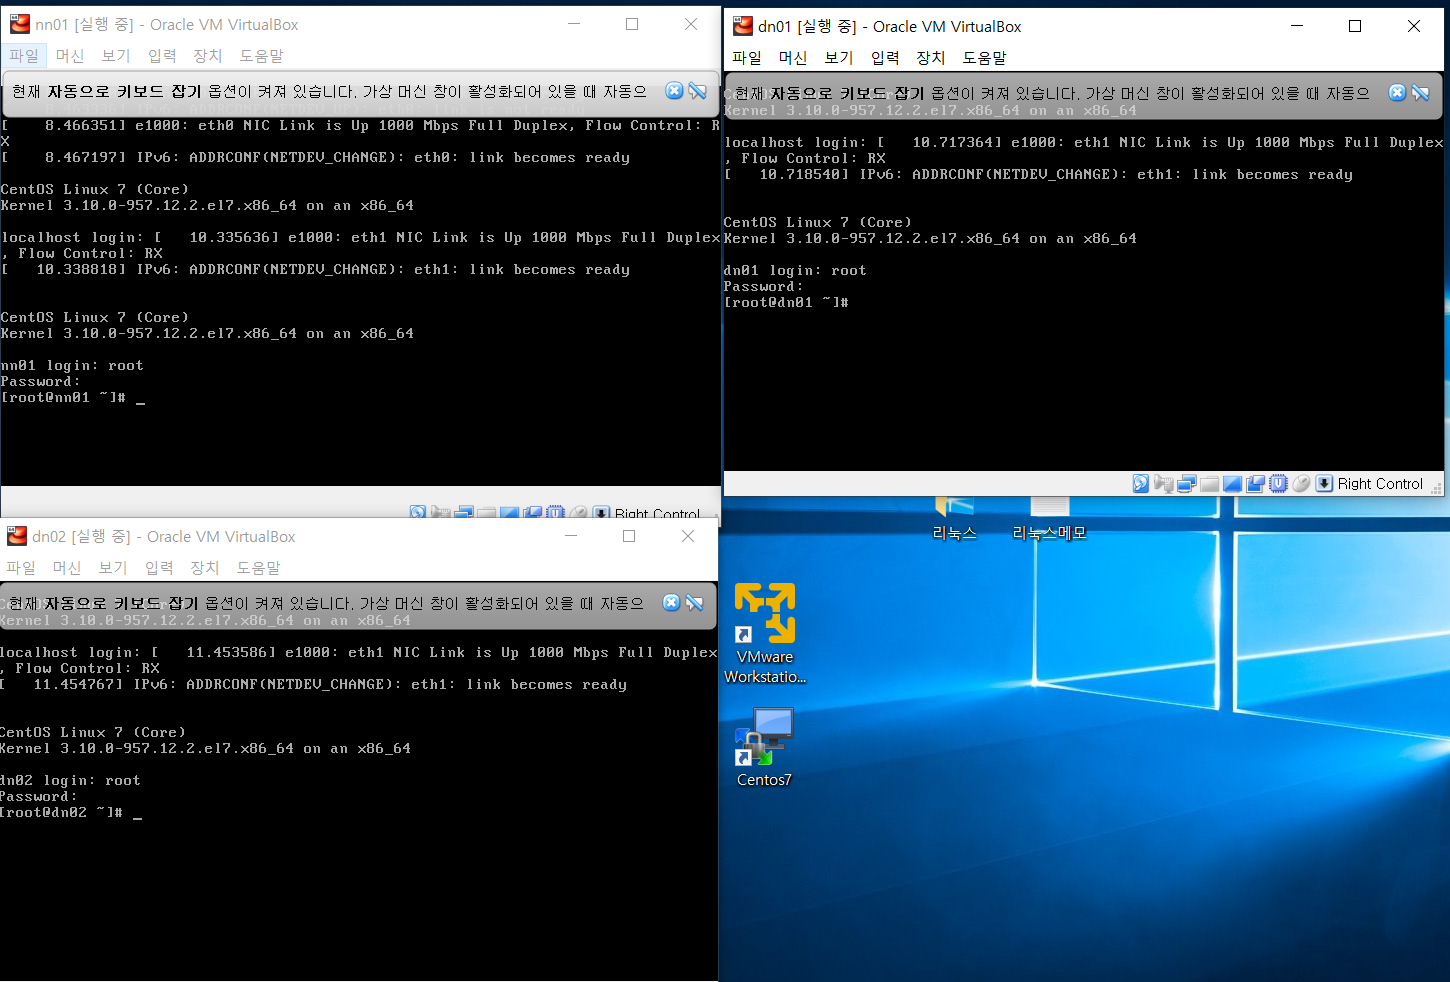 nn01 [실행 중] - Oracle VM VirtualBox
파일 머신 보기 입력 장치 도움말
현재 자동으로 키보드 잡기 옵션이 켜져 있습니다. 가상 머신 창이 활성화되어 있을 때 자동으
[    8.466351] e1000: eth0 NIC Link is Up 1000 Mbps Full Duplex, Flow Control: R
X
[    8.467197] IPv6: ADDRCONF(NETDEV_CHANGE): eth0: link becomes ready
CentOS Linux 7 (Core)
Kernel 3.10.0-957.12.2.el7.x86_64 on an x86_64
localhost login: [   10.335636] e1000: eth1 NIC Link is Up 1000 Mbps Full Duplex
, Flow Control: RX
[   10.338818] IPv6: ADDRCONF(NETDEV_CHANGE): eth1: link becomes ready
CentOS Linux 7 (Core)
Kernel 3.10.0-957.12.2.el7.x86_64 on an x86_64
nn01 login: root
Password:
[root@nn01 ~]# _
Right Control
dn01 [실행 중] - Oracle VM VirtualBox
파일 머신 보기 입력 장치 도움말
현재 자동으로 키보드 잡기 옵션이 켜져 있습니다. 가상 머신 창이 활성화되어 있을 때 자동으
Kernel 3.10.0-957.12.2.el7.x86_64 on an x86_64
localhost login: [   10.717364] e1000: eth1 NIC Link is Up 1000 Mbps Full Duplex
, Flow Control: RX
[   10.718540] IPv6: ADDRCONF(NETDEV_CHANGE): eth1: link becomes ready
CentOS Linux 7 (Core)
Kernel 3.10.0-957.12.2.el7.x86_64 on an x86_64
dn01 login: root
Password:
[root@dn01 ~]#
Right Control
dn02 [실행 중] - Oracle VM VirtualBox
파일 머신 보기 입력 장치 도움말
현재 자동으로 키보드 잡기 옵션이 켜져 있습니다. 가상 머신 창이 활성화되어 있을 때 자동으
Kernel 3.10.0-957.12.2.el7.x86_64 on an x86_64
localhost login: [   11.453586] e1000: eth1 NIC Link is Up 1000 Mbps Full Duplex
, Flow Control: RX
[   11.454767] IPv6: ADDRCONF(NETDEV_CHANGE): eth1: link becomes ready
CentOS Linux 7 (Core)
Kernel 3.10.0-957.12.2.el7.x86_64 on an x86_64
dn02 login: root
Password:
[root@dn02 ~]# _
리눅스
리눅스메모
VMware
Workstatio...
Centos7